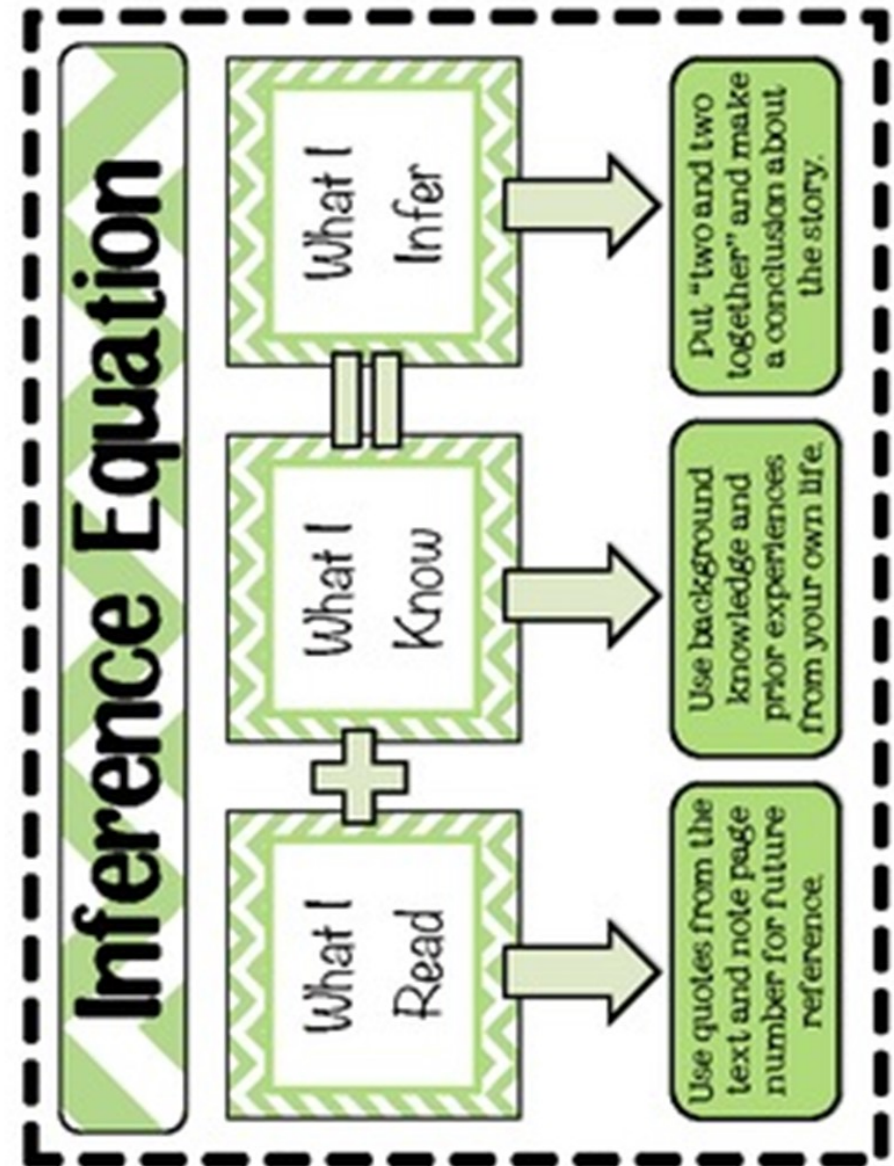 Inference Equation
What I
Read
+
What I
Know
=
What I
Infer
Use quotes from the
text and note page
number for future
reference.
Use background
knowledge and
prior experiences
from your own life.
Put "two and two
together" and make
a conclusion about
the story.